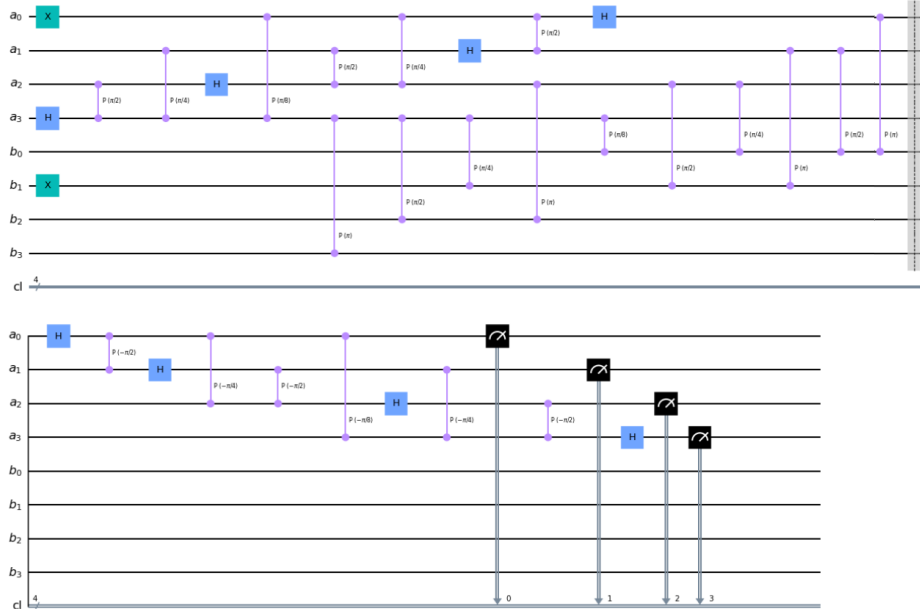 a0 X P (π/2) H
a1 P (π/2) P (π/4) H
a2 P (π/2) P (π/4) H P (π/8)
a3 H P (π/8)
b0 P (π/4) P (π/2) P (π/4) P (π) P (π/2) P (π)
b1 X P (π/2) P (π)
b2 P (π)
b3
cl 4
a0 H P (−π/2)
a1 H P (−π/4) P (−π/2)
a2 P (−π/8) H P (−π/4) P (−π/2)
a3 H
b0
b1
b2
b3
cl 4 0 1 2 3